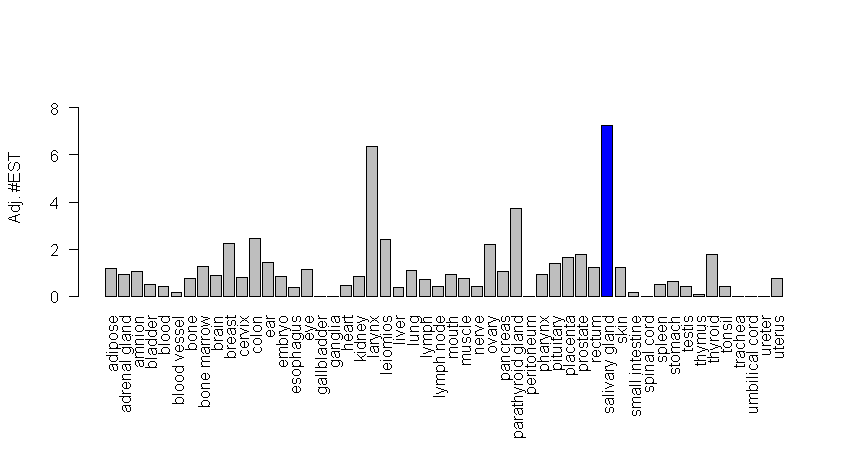 Adj. #EST
8
6
4
2
0
adipose
adrenal gland
amnion
bladder
blood
blood vessel
bone
bone marrow
brain
breast
cervix
colon
ear
embryo
esophagus
eye
gallbladder
ganglia
heart
kidney
larynx
leiomios
liver
lung
lymph
lymph node
mouth
muscle
nerve
ovary
pancreas
parathyroid gland
peritoneum
pharynx
pituitary
placenta
prostate
rectum
salivary gland
skin
small intestine
spinal cord
spleen
stomach
testis
thymus
thyroid
tonsil
trachea
umbilical cord
ureter
uterus